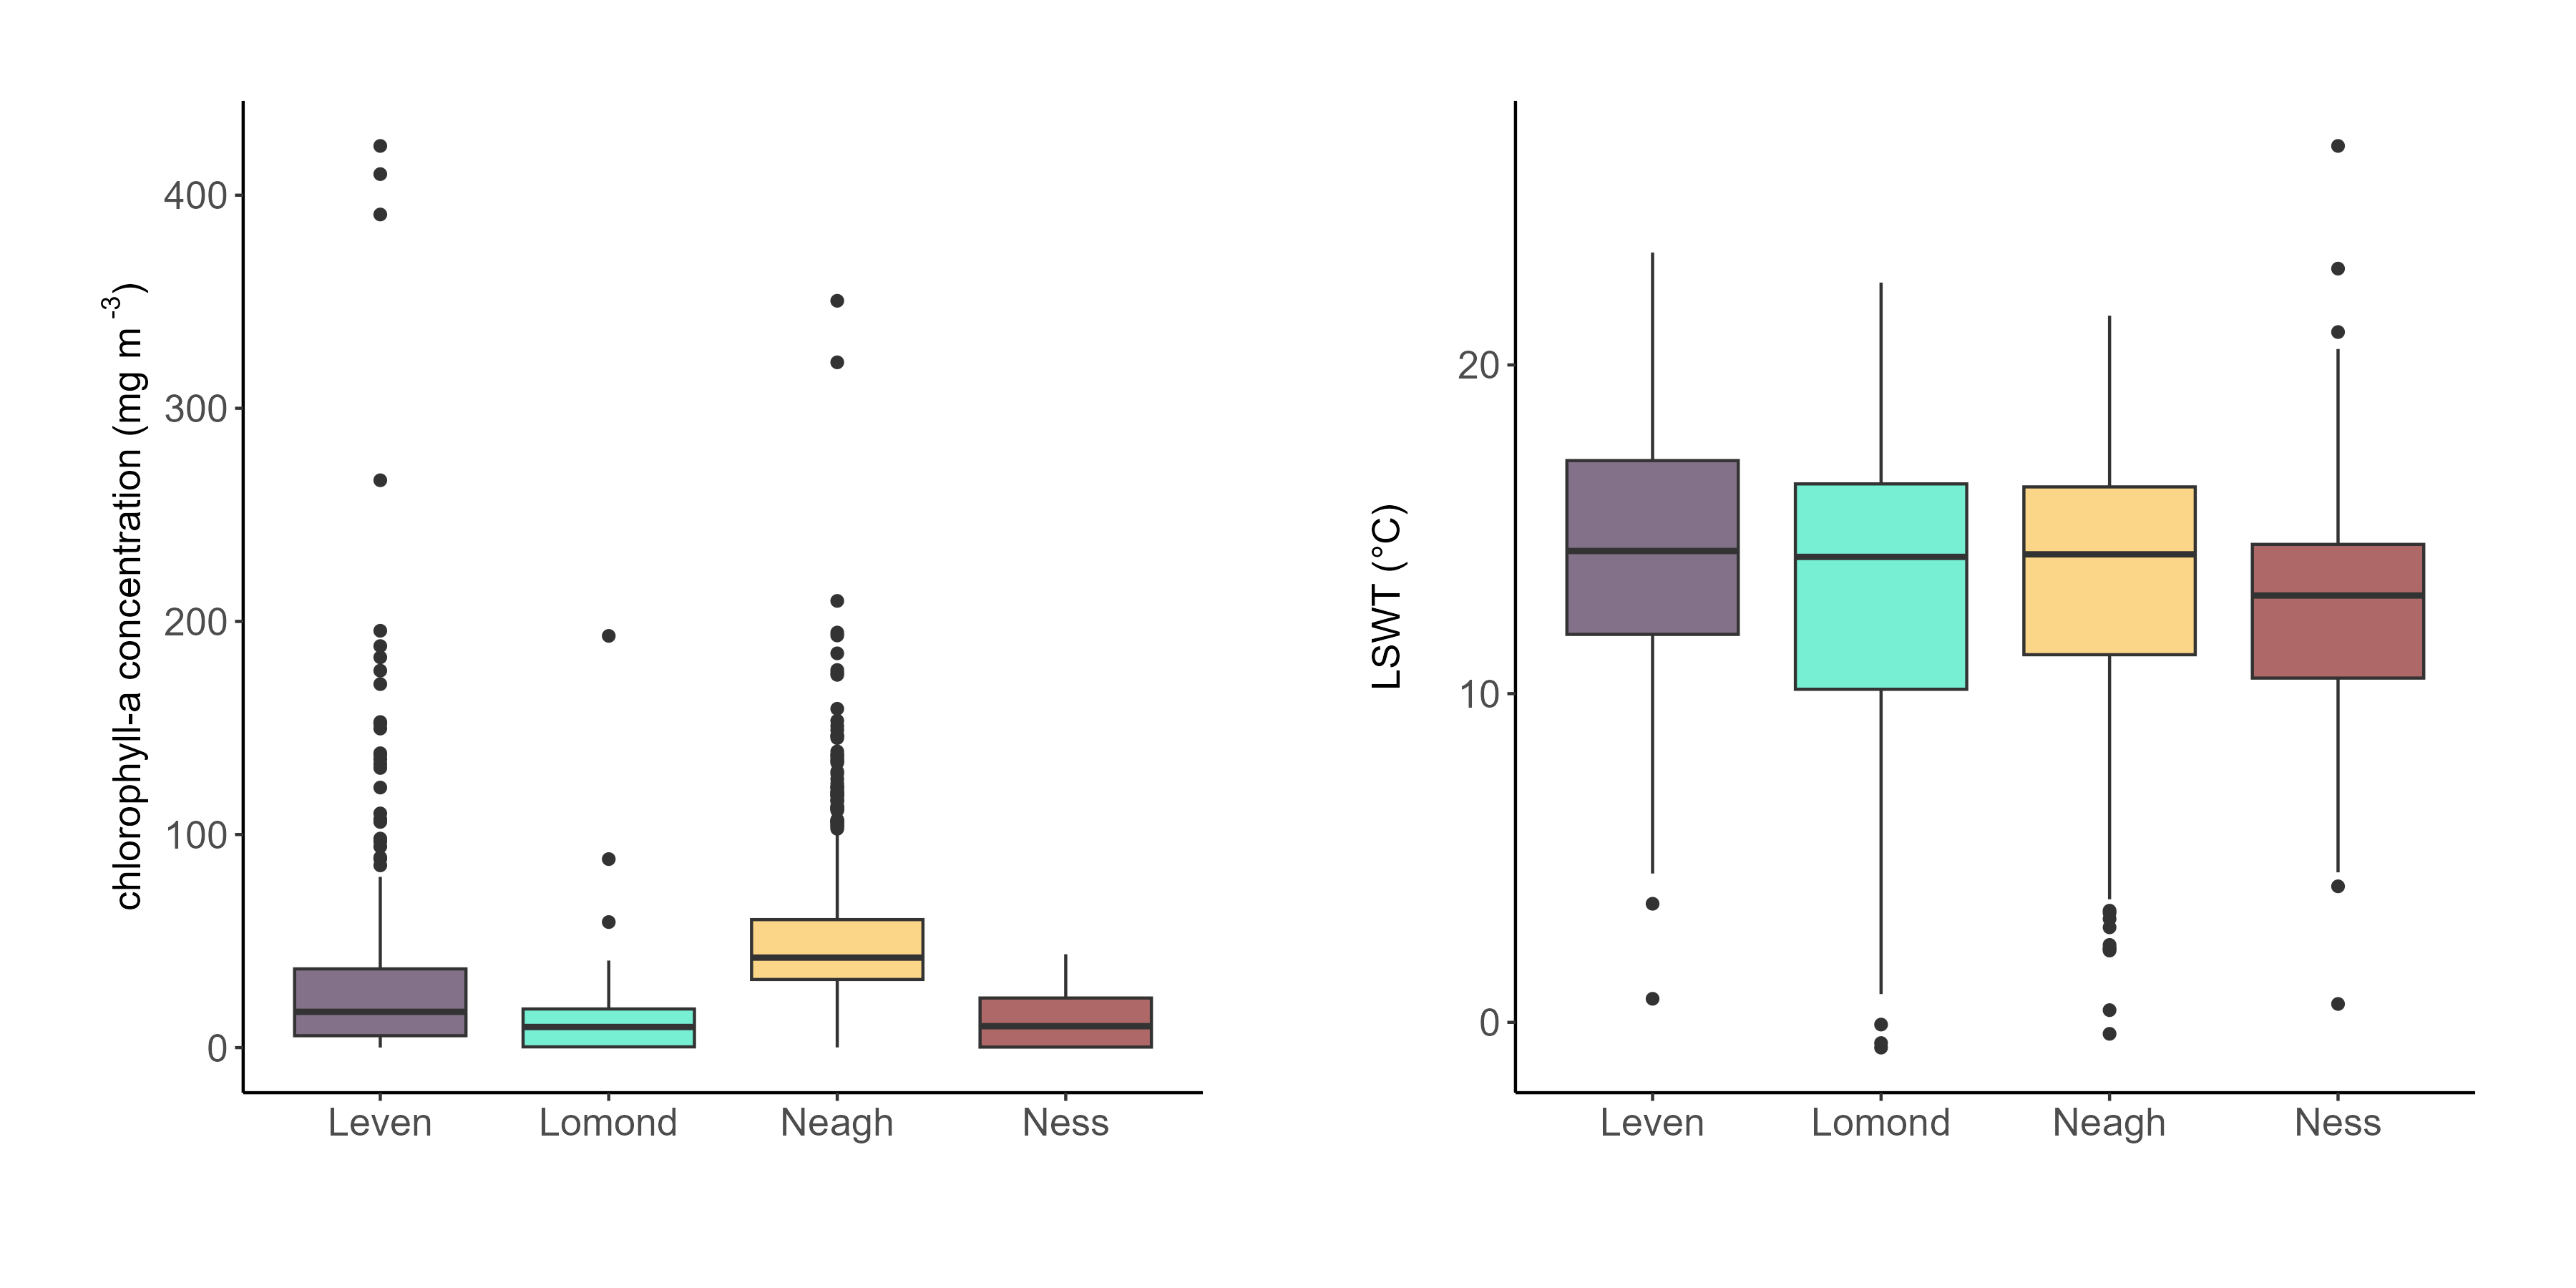 chlorophyll-a concentration (mg m ⁻³)
400
300
200
100
0
Leven Lomond Neagh Ness
LSWT (°C)
20
10
0
Leven Lomond Neagh Ness